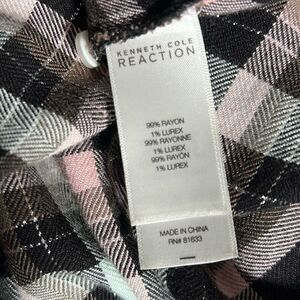 KENNETH COLE
REACTION
99% RAYON
1% LUREX
99% RAYONNE
1% LUREX
99% RAYON
1% LUREX
MADE IN CHINA
RN# 81633